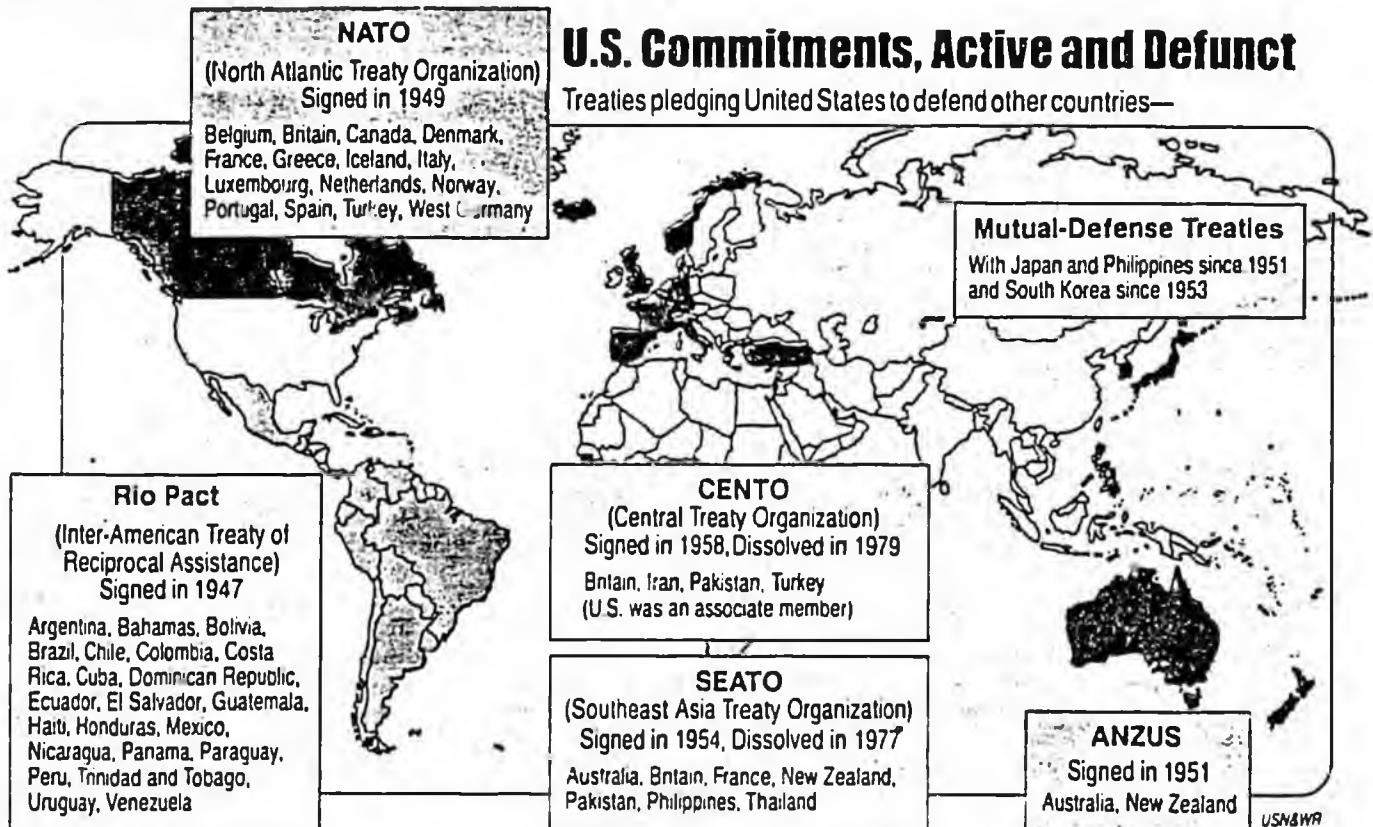 U.S. Commitments, Active and Defunct
Treaties pledging United States to defend other countries—
NATO
(North Atlantic Treaty Organization)
Signed in 1949
Belgium, Britain, Canada, Denmark,
France, Greece, Iceland, Italy,
Luxembourg, Netherlands, Norway,
Portugal, Spain, Turkey, West Germany
Mutual-Defense Treaties
With Japan and Philippines since 1951
and South Korea since 1953
Rio Pact
(Inter-American Treaty of
Reciprocal Assistance)
Signed in 1947
Argentina, Bahamas, Bolivia,
Brazil, Chile, Colombia, Costa
Rica, Cuba, Dominican Republic,
Ecuador, El Salvador, Guatemala,
Haiti, Honduras, Mexico,
Nicaragua, Panama, Paraguay,
Peru, Trinidad and Tobago,
Uruguay, Venezuela
CENTO
(Central Treaty Organization)
Signed in 1958, Dissolved in 1979
Britain, Iran, Pakistan, Turkey
(U.S. was an associate member)
SEATO
(Southeast Asia Treaty Organization)
Signed in 1954, Dissolved in 1977
Australia, Britain, France, New Zealand,
Pakistan, Philippines, Thailand
ANZUS
Signed in 1951
Australia, New Zealand
USN&WR